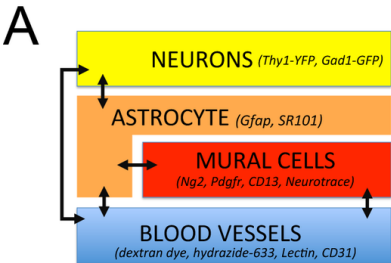 A
NEURONS (Thy1-YFP, Gad1-GFP)
ASTROCYTE (Gfap, SR101)
MURAL CELLS
(Ng2, Pdgfr, CD13, Neurotrace)
BLOOD VESSELS
(dextran dye, hydrazide-633, Lectin, CD31)